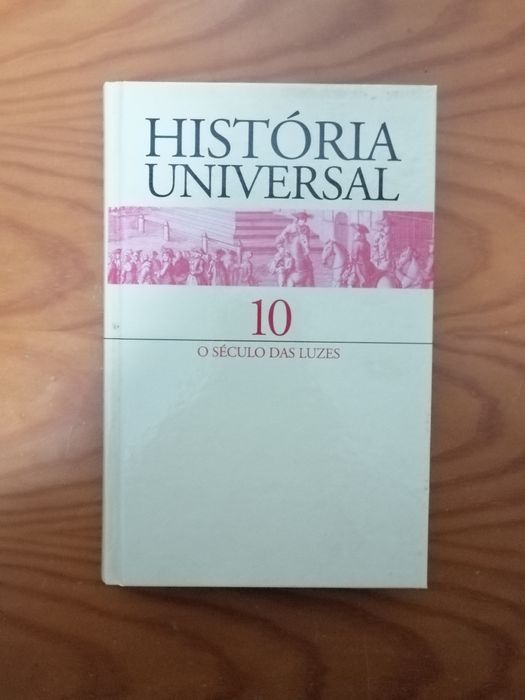 HISTÓRIA
UNIVERSAL
10
O SÉCULO DAS LUZES